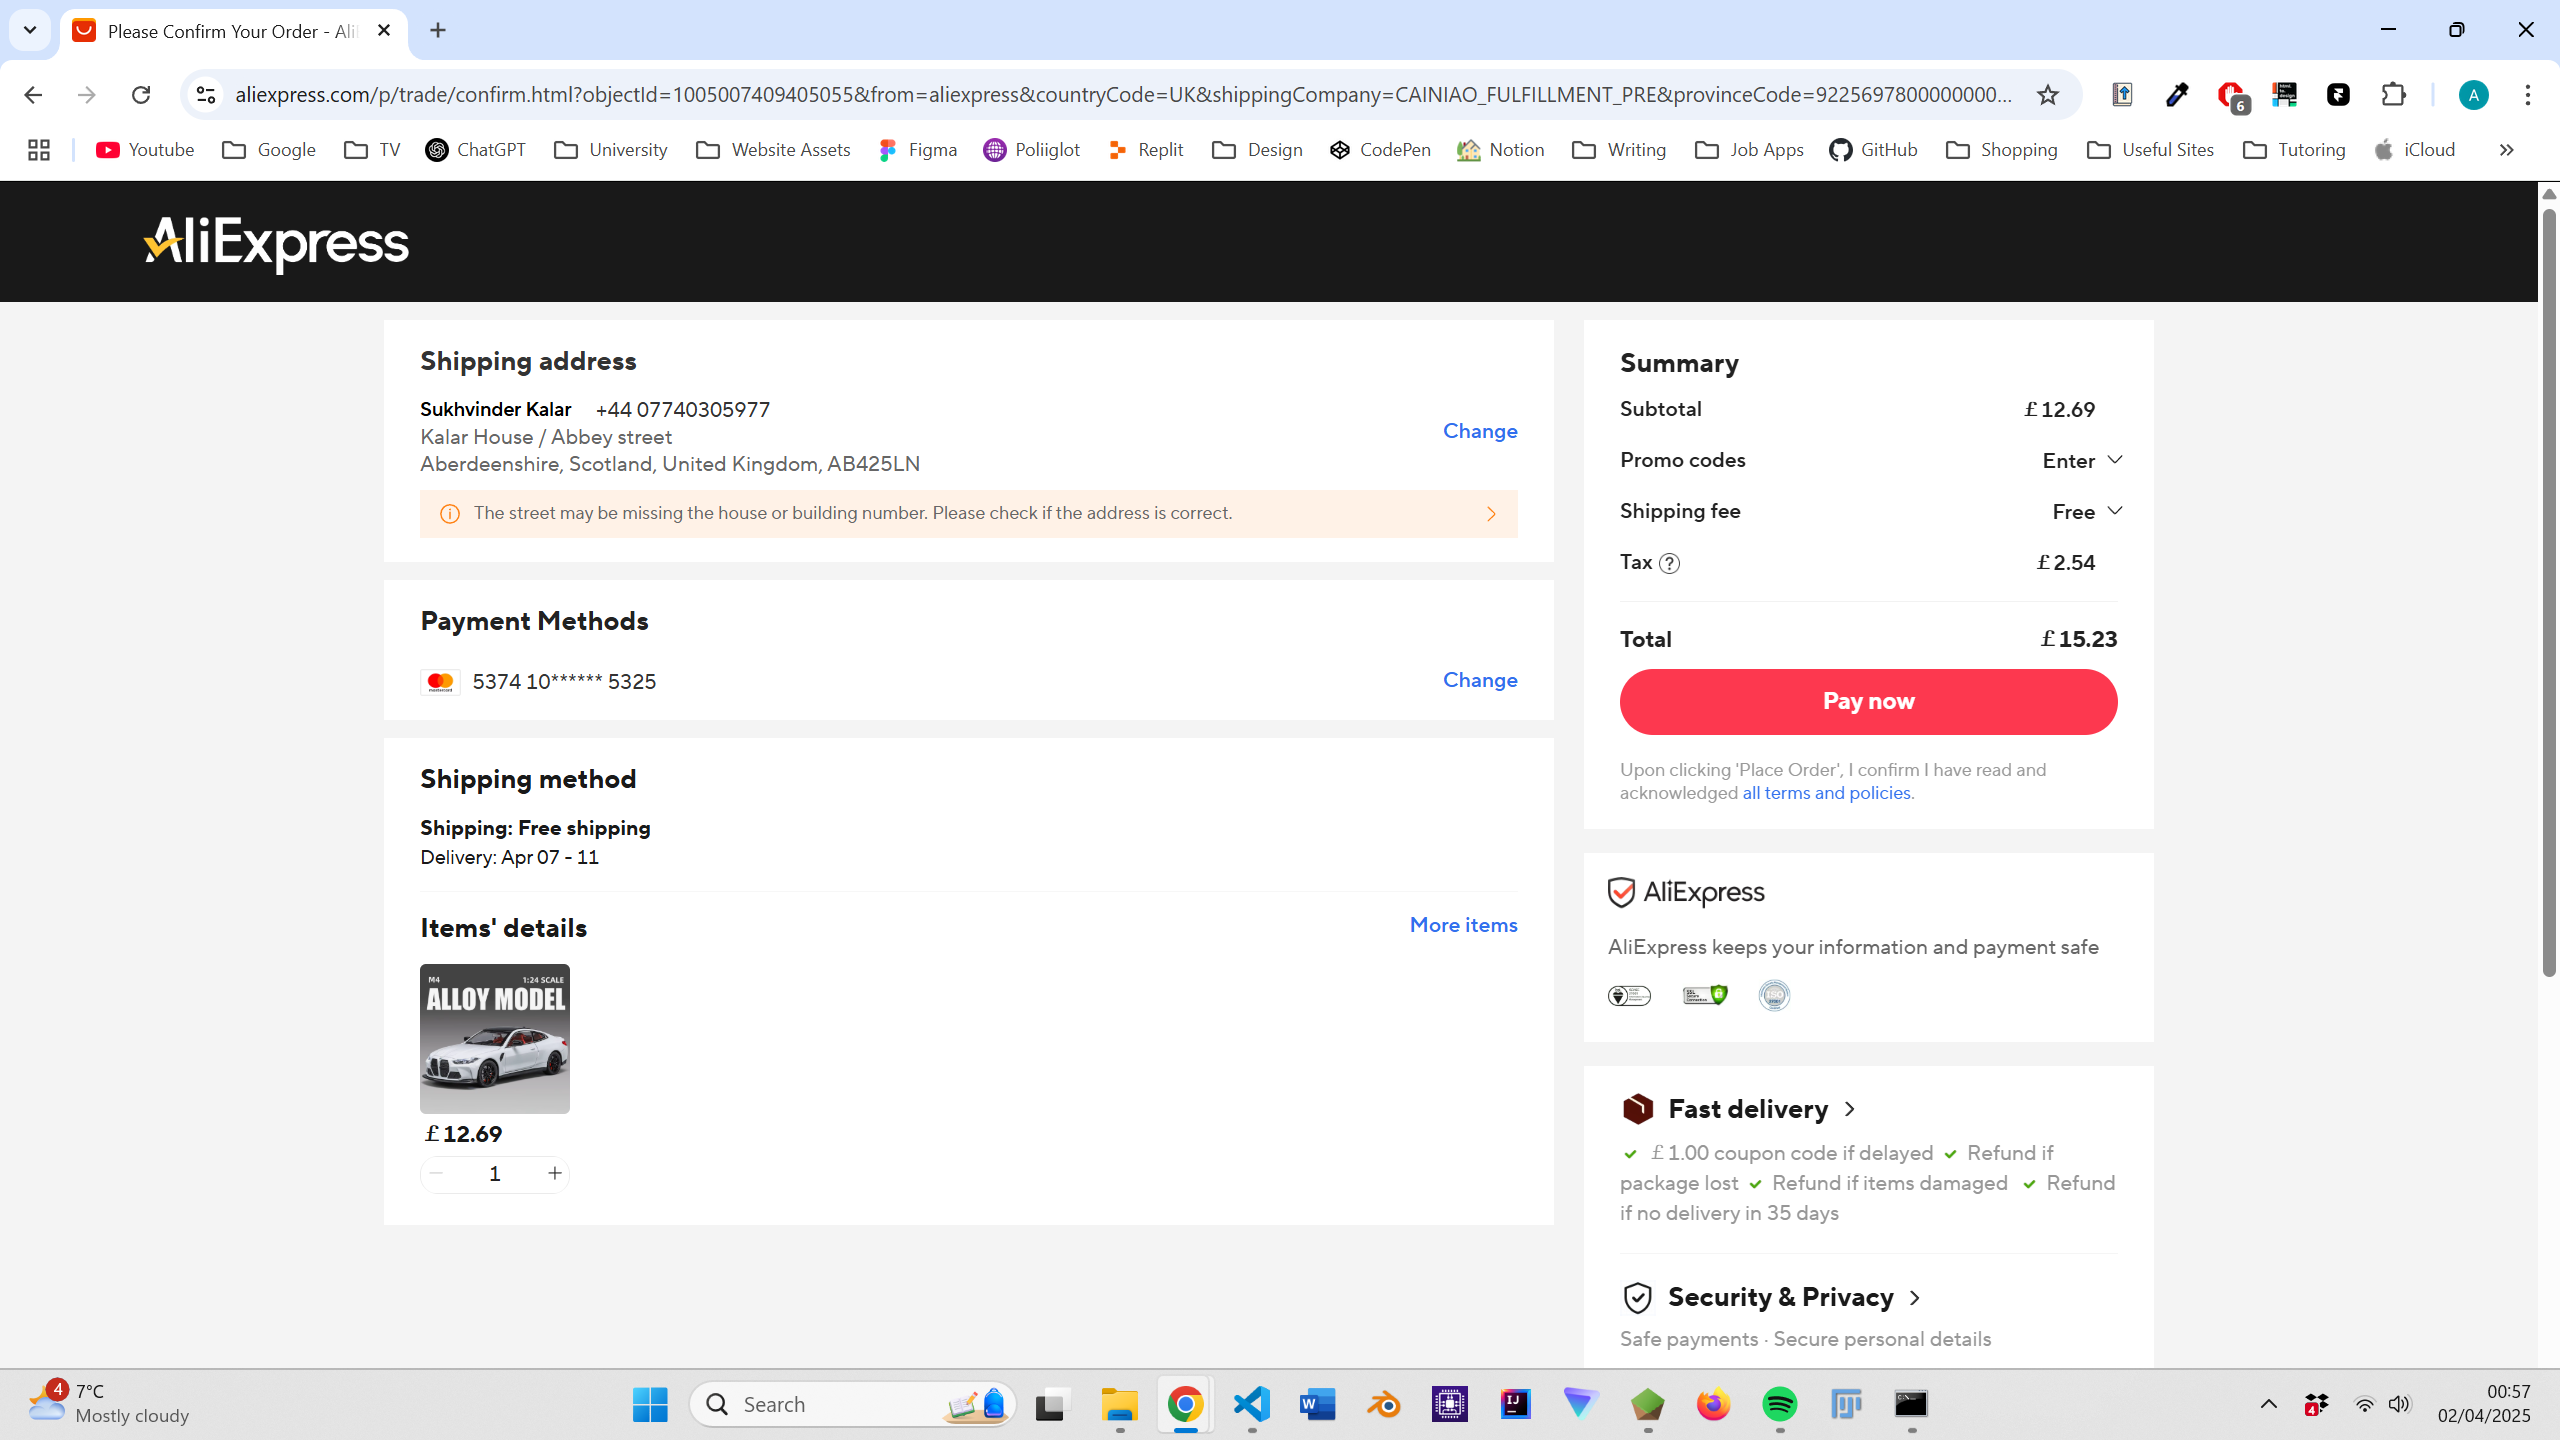 Please Confirm Your Order - Ali
aliexpress.com/p/trade/confirm.html?objectId=1005007409405055&from=aliexpress&countryCode=UK&shippingCompany=CAINIAO_FULFILLMENT_PRE&provinceCode=9225697800000000...
6
A
Youtube
Google
TV
ChatGPT
University
Website Assets
Figma
Poliiglot
Replit
Design
CodePen
Notion
Writing
Job Apps
GitHub
Shopping
Useful Sites
Tutoring
iCloud
AliExpress
Shipping address
Sukhvinder Kalar +44 07740305977
Kalar House / Abbey street
Aberdeenshire, Scotland, United Kingdom, AB425LN
Change
The street may be missing the house or building number. Please check if the address is correct.
Payment Methods
5374 10****** 5325
Change
Shipping method
Shipping: Free shipping
Delivery: Apr 07 - 11
Items' details
More items
M4 1:24 SCALE
ALLOY MODEL
£12.69
1
Summary
Subtotal £12.69
Promo codes Enter
Shipping fee Free
Tax ? £2.54
Total £15.23
Pay now
Upon clicking 'Place Order', I confirm I have read and
acknowledged all terms and policies.
AliExpress
AliExpress keeps your information and payment safe
Fast delivery
£1.00 coupon code if delayed Refund if
package lost Refund if items damaged Refund
if no delivery in 35 days
Security & Privacy
Safe payments · Secure personal details
4
7°C
Mostly cloudy
Search
4
00:57
02/04/2025